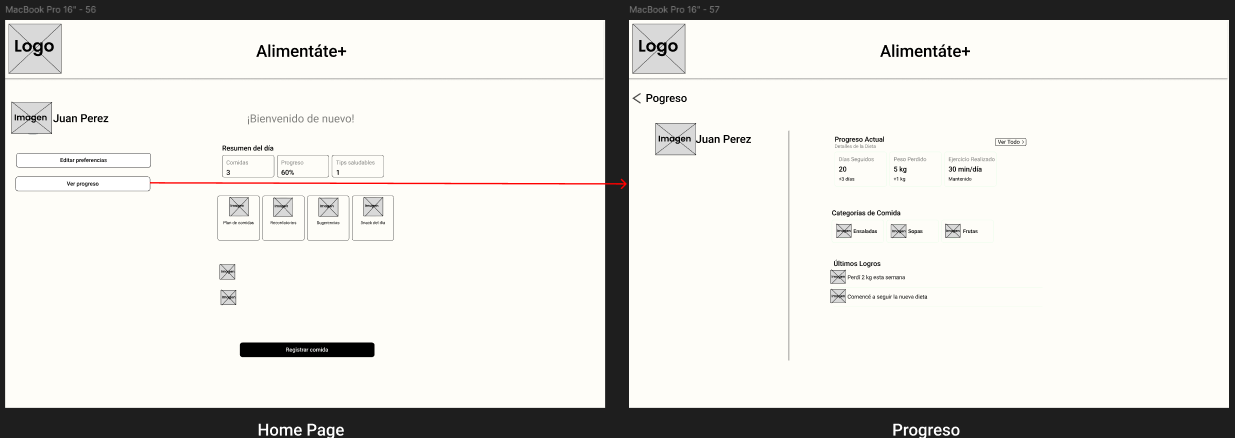 MacBook Pro 16" - 56
Logo
Alimentáte+
Imagen
Juan Perez
¡Bienvenido de nuevo!
Editar preferencias
Ver progreso
Resumen del día
Comidas
3
Progreso
60%
Tips saludables
1
Imagen
Plan de comidas
Imagen
Recordatorios
Imagen
Sugerencias
Imagen
Snack del día
Imagen
Imagen
Registrar comida
Home Page
MacBook Pro 16" - 57
Logo
Alimentáte+
< Pogreso
Imagen
Juan Perez
Progreso Actual
Detalles de la Dieta
Ver Todo >
Días Seguidos
20
+3 días
Peso Perdido
5 kg
+1 kg
Ejercicio Realizado
30 min/día
Mantenido
Categorías de Comida
Imagen Ensaladas
Imagen Sopas
Imagen Frutas
Últimos Logros
Imagen Perdí 2 kg esta semana
Imagen Comencé a seguir la nueva dieta
Progreso